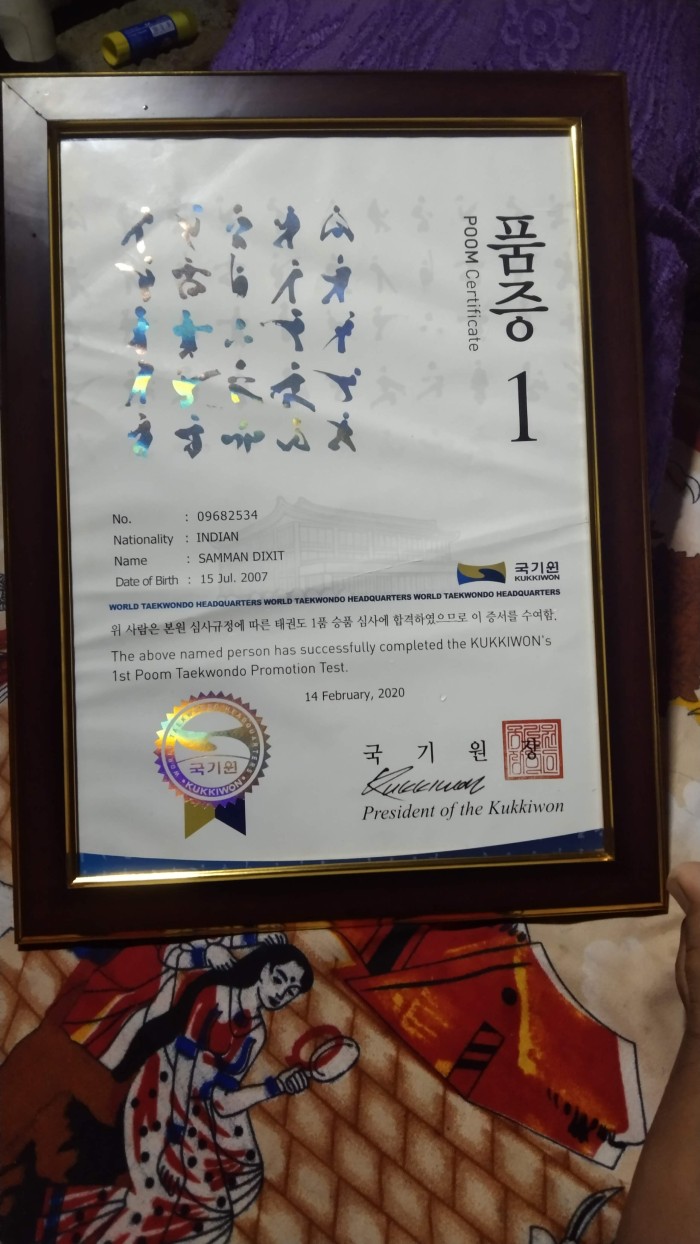 품증
POOM Certificate
1
No. : 09682534
Nationality : INDIAN
Name : SAMMAN DIXIT
Date of Birth : 15 Jul. 2007
국기원
KUKKIWON
WORLD TAEKWONDO HEADQUARTERS WORLD TAEKWONDO HEADQUARTERS WORLD TAEKWONDO HEADQUARTERS
위 사람은 본원 심사규정에 따른 태권도 1품 승품 심사에 합격하였으므로 이 증서를 수여함.
The above named person has successfully completed the KUKKIWON's
1st Poom Taekwondo Promotion Test.
14 February, 2020
국기원
KUKKIWON
국 기 원 장
Kukkiwon
President of the Kukkiwon